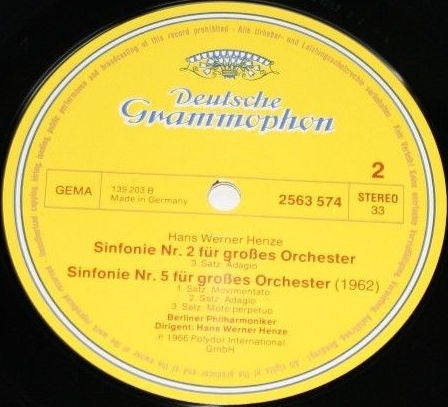 Deutsche
Grammophon
2
GEMA
139 203 B
Made in Germany
2563 574
STEREO
33
Hans Werner Henze
Sinfonie Nr. 2 für großes Orchester
3. Satz: Adagio
Sinfonie Nr. 5 für großes Orchester (1962)
1. Satz: Movimentato
2. Satz: Adagio
3. Satz: Moto perpetuo
Berliner Philharmoniker
Dirigent: Hans Werner Henze
℗ 1966 Polydor International
GmbH